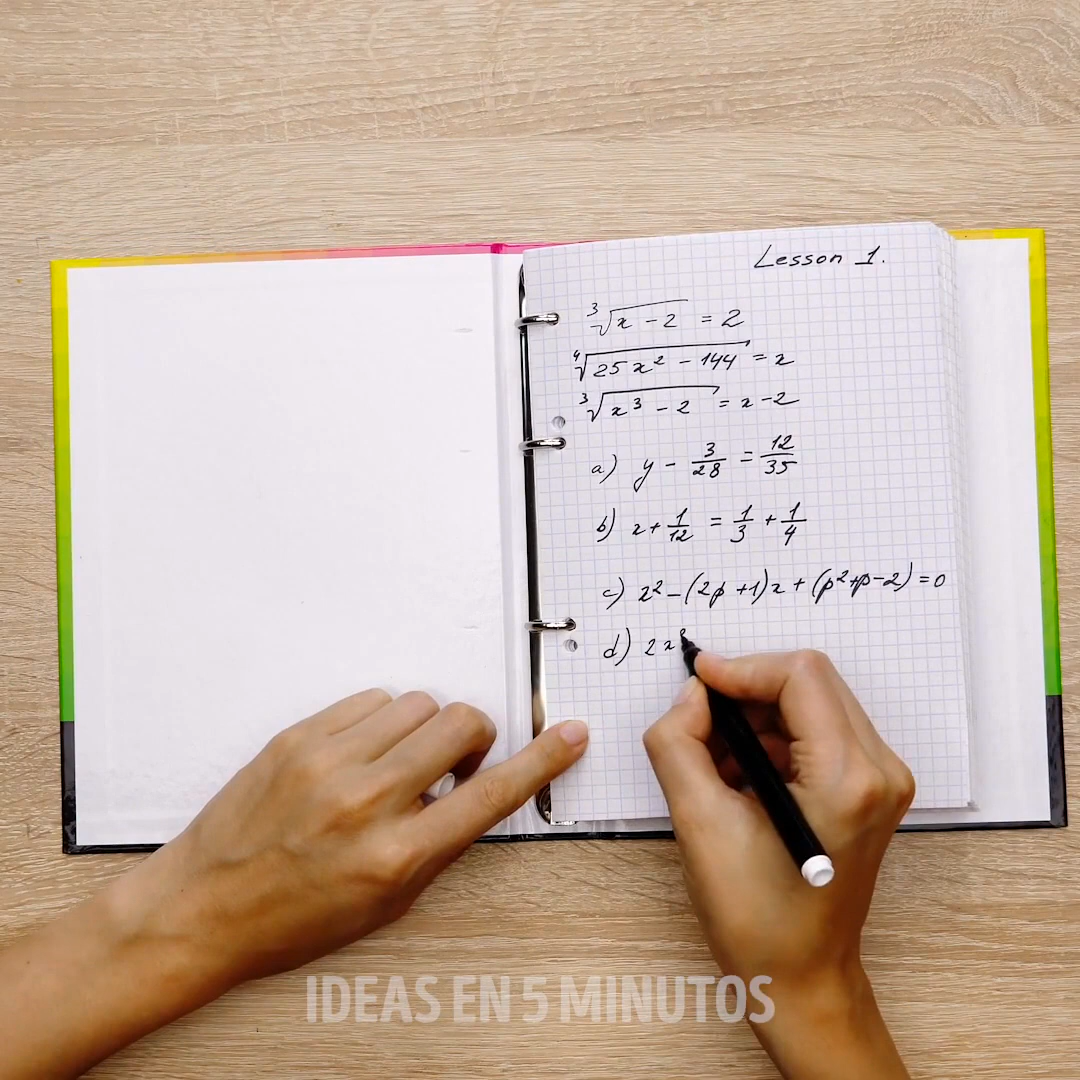 Lesson 1.
∛(x - 2) = 2
∜(25x² - 144) = x
∛(x³ - 2) = x - 2
a) y - 3/28 = 12/35
b) x + 1/12 = 1/3 + 1/4
c) x² - (2p + 1)x + (p² + p - 2) = 0
d) 2x
IDEAS EN 5 MINUTOS